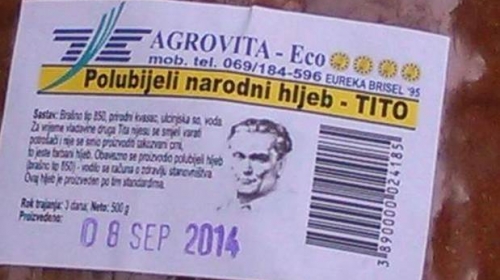 AGROVITA - Eco
mob. tel. 069/184-596 EUREKA BRISEL '95
Polubijeli narodni hljeb - TITO
Sastav: Brašno tip 850, prirodni kvasac, ulcinjska so, voda.
Za vrijeme vladavine druga Tita nijesu se smjeli varati
potrošači i nije se smio proizvoditi takozvani crni,
to jeste farbani hljeb. Obavezno se proizvodio polubijeli hljeb
(brašno tip 850) - vodilo se računa o zdravlju stanovništva
Ovaj hljeb je proizveden po tim standardima.
Rok trajanja: 3 dana; Neto: 500 g
Proizvedeno:
08 SEP 2014
3890000024185